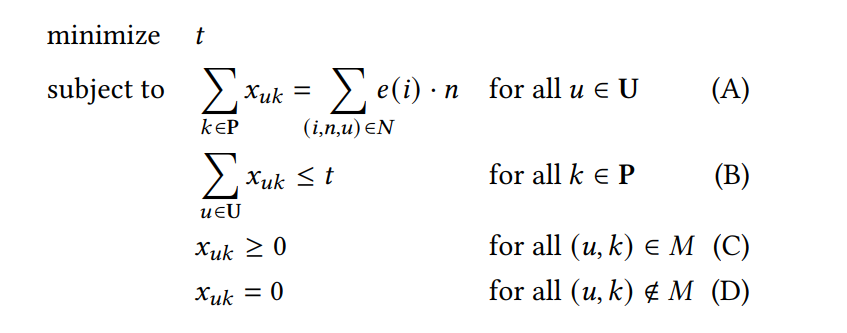 minimize t
subject to ∑_{k∈P} x_{uk} = ∑_{(i,n,u)∈N} e(i) · n for all u ∈ U (A)
∑_{u∈U} x_{uk} ≤ t for all k ∈ P (B)
x_{uk} ≥ 0 for all (u, k) ∈ M (C)
x_{uk} = 0 for all (u, k) ∉ M (D)